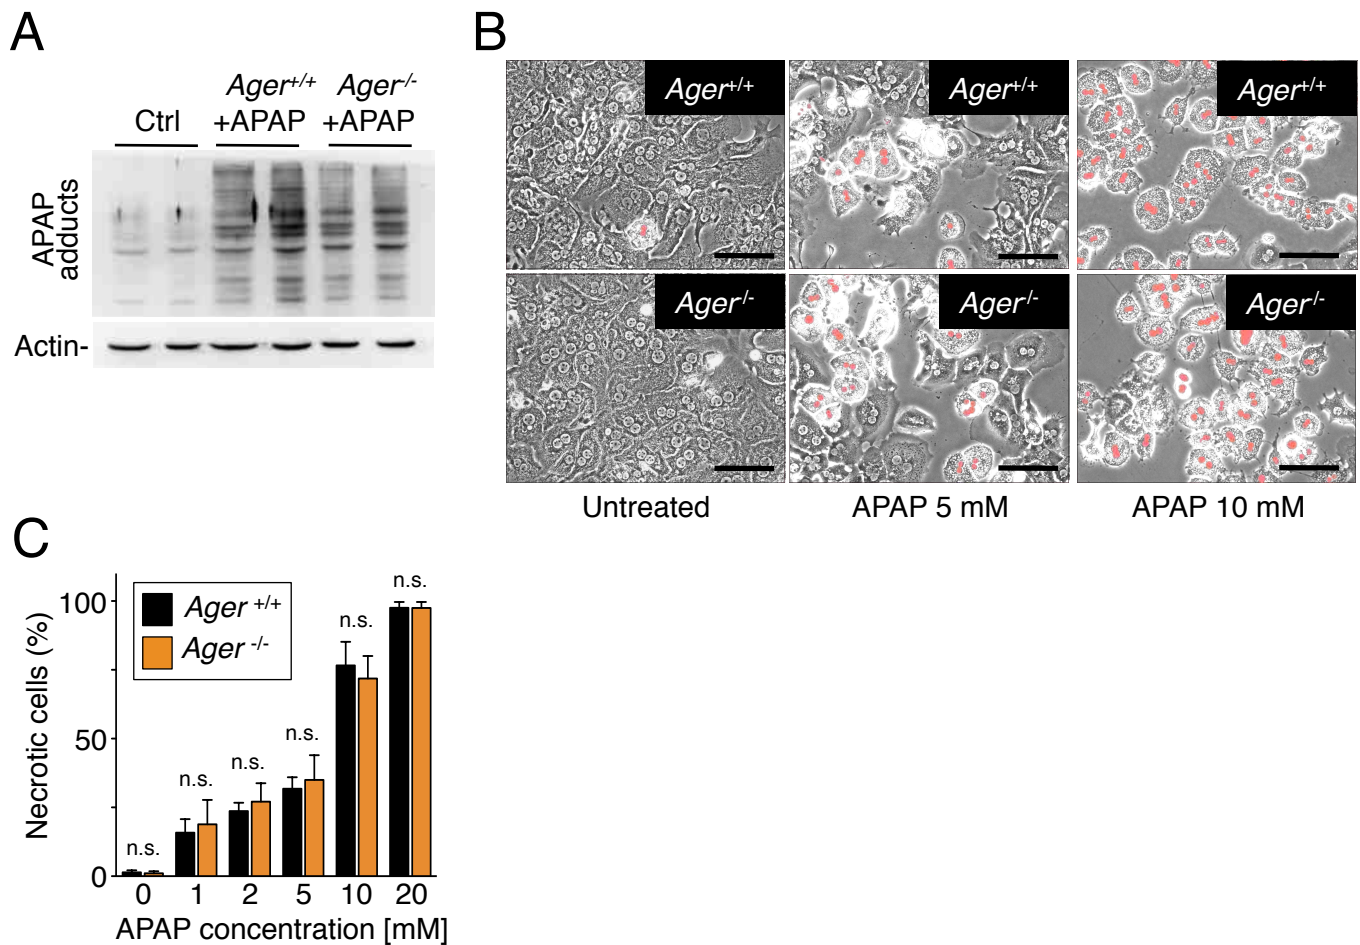 A
Ctrl
Ager+/+
+APAP
Ager-/-
+APAP
APAP
adducts
Actin-
B
Ager+/+
Ager+/+
Ager+/+
Ager-/-
Ager-/-
Ager-/-
Untreated
APAP 5 mM
APAP 10 mM
C
Necrotic cells (%)
100
50
0
Ager +/+
Ager -/-
n.s.
n.s.
n.s.
n.s.
n.s.
n.s.
0 1 2 5 10 20
APAP concentration [mM]